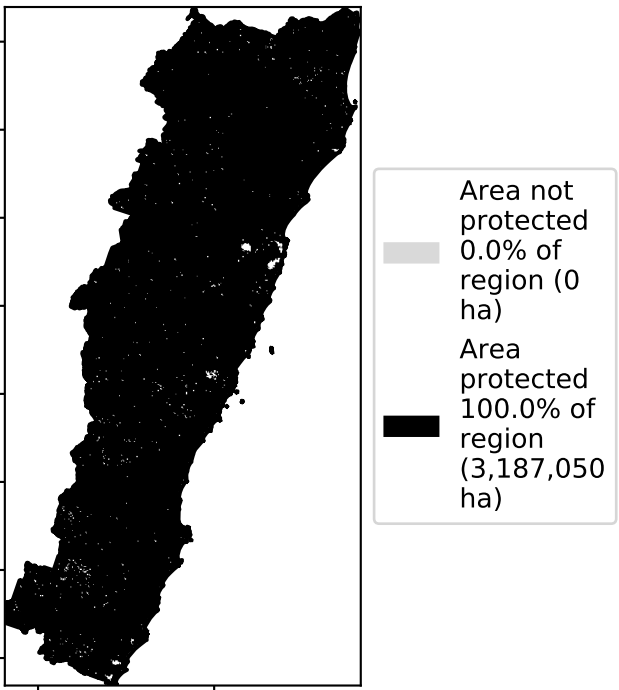 Area not
protected
0.0% of
region (0
ha)
Area
protected
100.0% of
region
(3,187,050
ha)